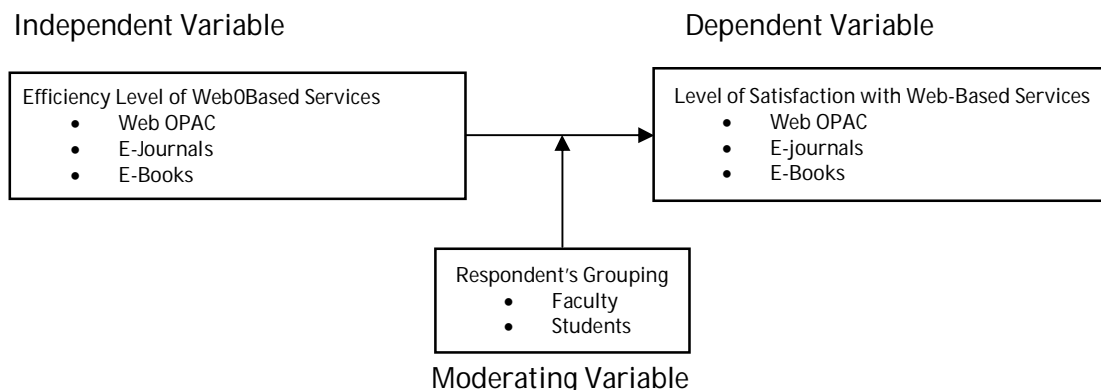 Independent Variable
Dependent Variable
Efficiency Level of Web0Based Services
• Web OPAC
• E-Journals
• E-Books
Level of Satisfaction with Web-Based Services
• Web OPAC
• E-journals
• E-Books
Respondent's Grouping
• Faculty
• Students
Moderating Variable